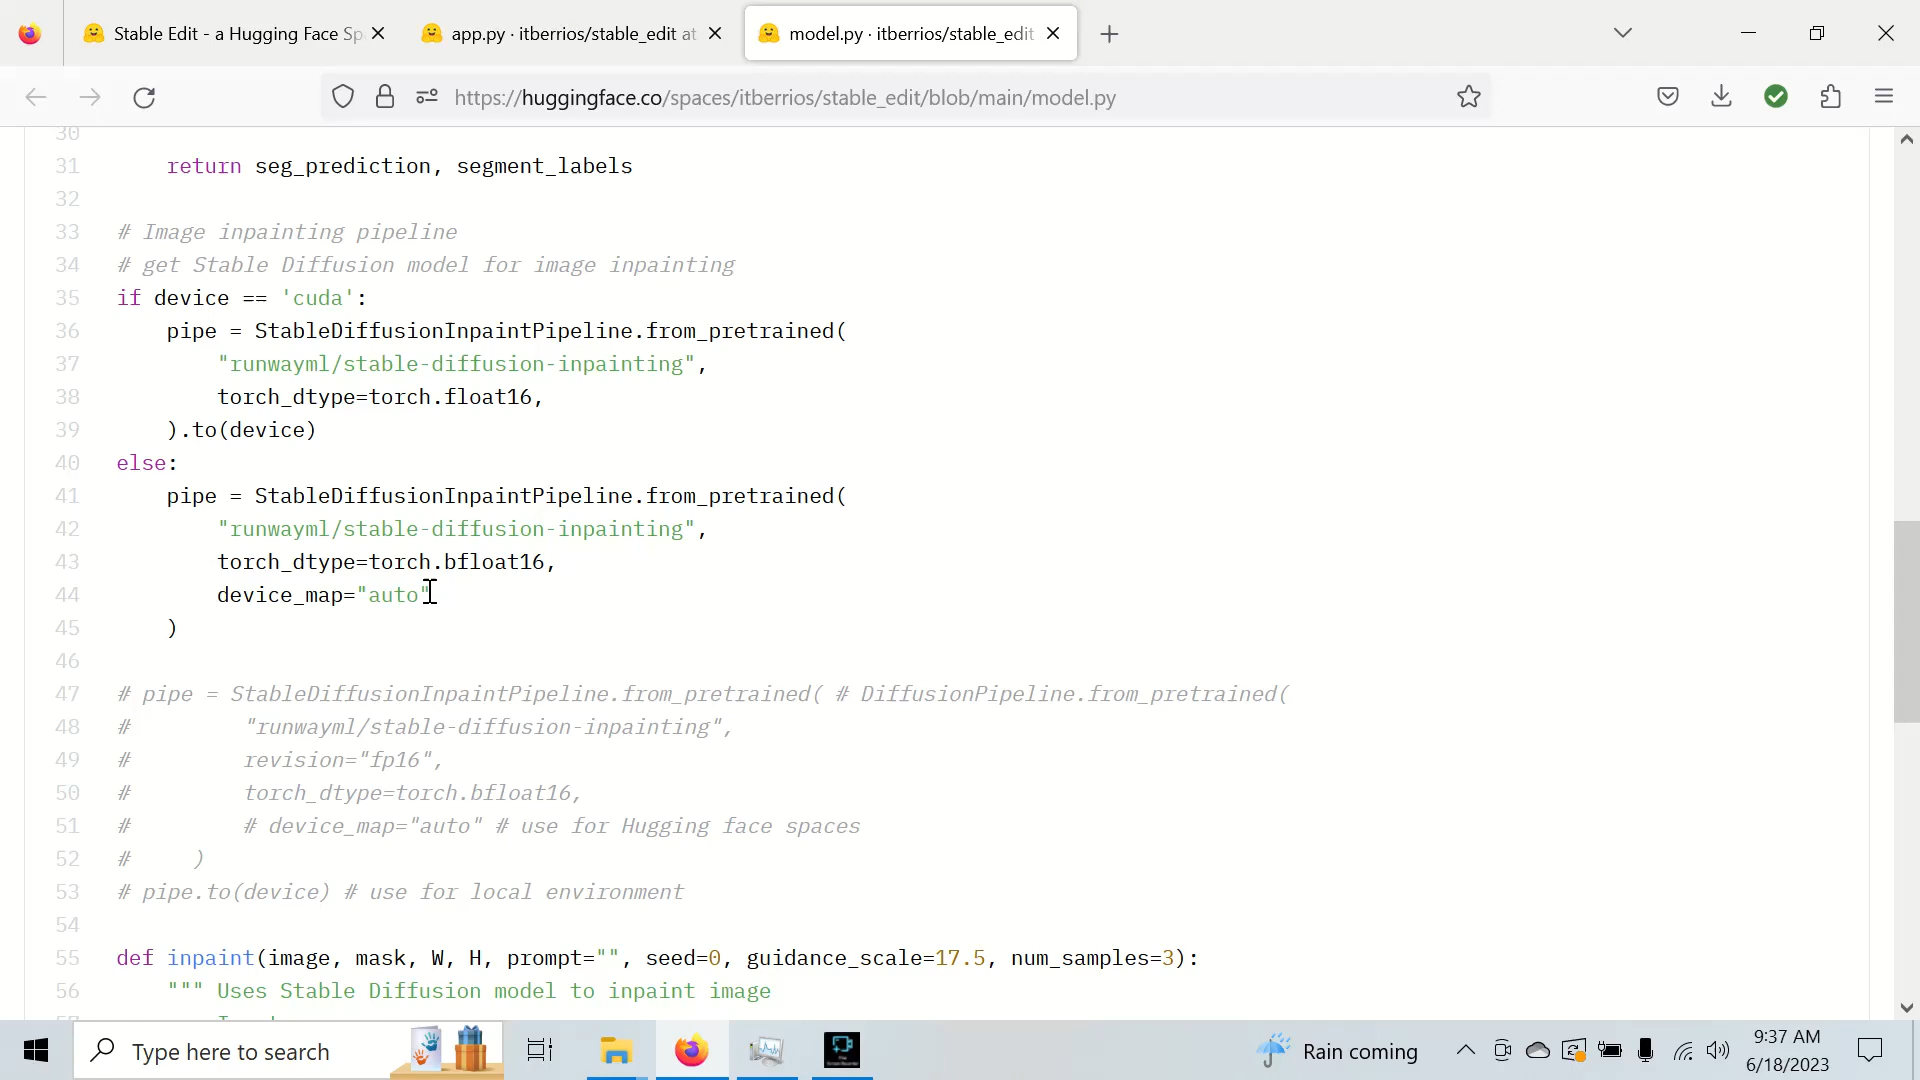 Stable Edit - a Hugging Face Sp
app.py · itberrios/stable_edit at
model.py · itberrios/stable_edit
https://huggingface.co/spaces/itberrios/stable_edit/blob/main/model.py
30
31 return seg_prediction, segment_labels
32
33 # Image inpainting pipeline
34 # get Stable Diffusion model for image inpainting
35 if device == 'cuda':
36 pipe = StableDiffusionInpaintPipeline.from_pretrained(
37 "runwayml/stable-diffusion-inpainting",
38 torch_dtype=torch.float16,
39 ).to(device)
40 else:
41 pipe = StableDiffusionInpaintPipeline.from_pretrained(
42 "runwayml/stable-diffusion-inpainting",
43 torch_dtype=torch.bfloat16,
44 device_map="auto"
45 )
46
47 # pipe = StableDiffusionInpaintPipeline.from_pretrained( # DiffusionPipeline.from_pretrained(
48 # "runwayml/stable-diffusion-inpainting",
49 # revision="fp16",
50 # torch_dtype=torch.bfloat16,
51 # # device_map="auto" # use for Hugging face spaces
52 # )
53 # pipe.to(device) # use for local environment
54
55 def inpaint(image, mask, W, H, prompt="", seed=0, guidance_scale=17.5, num_samples=3):
56 """ Uses Stable Diffusion model to inpaint image
Type here to search
Rain coming
9:37 AM
6/18/2023